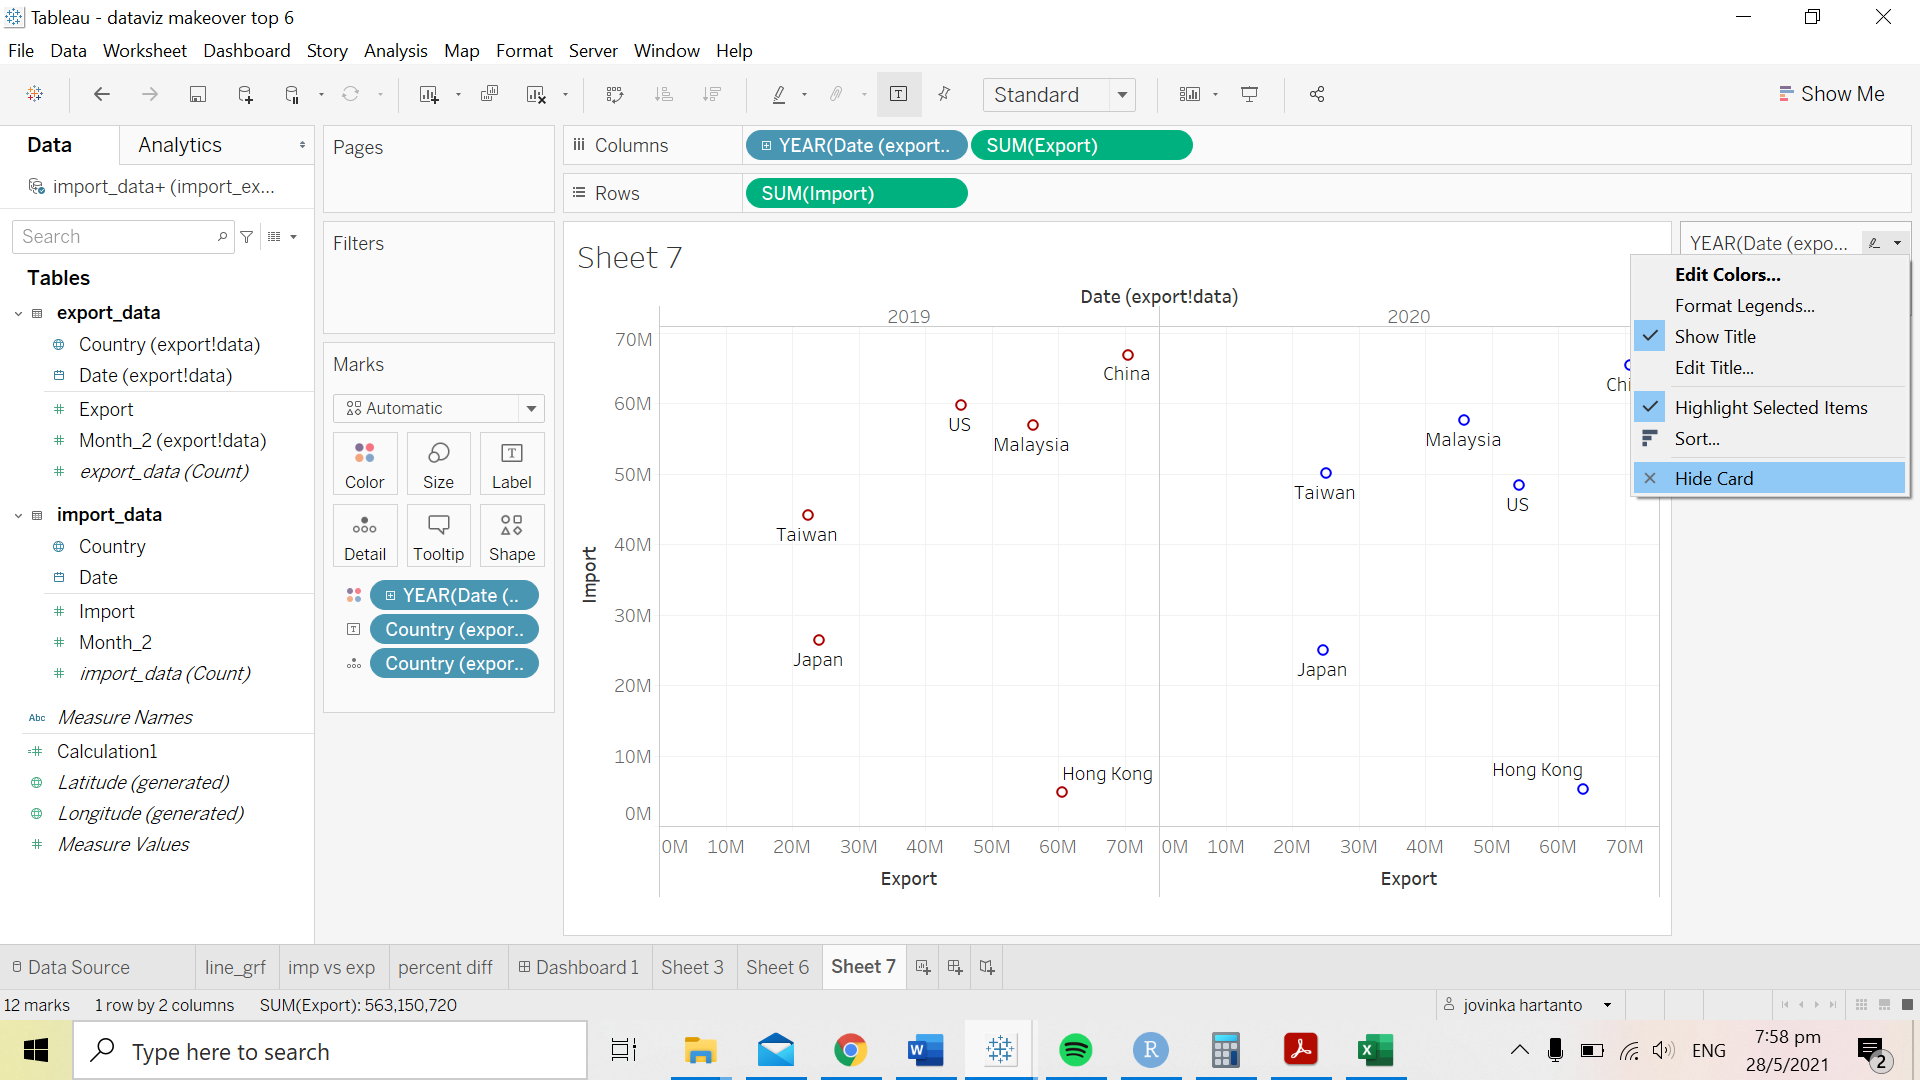 Tableau - dataviz makeover top 6
File Data Worksheet Dashboard Story Analysis Map Format Server Window Help
Standard
Show Me
Data Analytics
import_data+ (import_ex...
Search
Tables
export_data
Country (export!data)
Date (export!data)
Export
Month_2 (export!data)
export_data (Count)
import_data
Country
Date
Import
Month_2
import_data (Count)
Abc Measure Names
Calculation1
Latitude (generated)
Longitude (generated)
Measure Values
Pages
Filters
Marks
Automatic
Color Size Label
Detail Tooltip Shape
YEAR(Date (..
Country (expor..
Country (expor..
Columns YEAR(Date (export.. SUM(Export)
Rows SUM(Import)
Sheet 7
Date (export!data)
2019 2020
70M
60M
50M
40M
30M
20M
10M
0M
Import
China
US
Malaysia
Taiwan
Japan
Hong Kong
Chi
Malaysia
Taiwan
US
Japan
Hong Kong
0M 10M 20M 30M 40M 50M 60M 70M 0M 10M 20M 30M 40M 50M 60M 70M
Export Export
YEAR(Date (expo...
Edit Colors...
Format Legends...
Show Title
Edit Title...
Highlight Selected Items
Sort...
Hide Card
Data Source line_grf imp vs exp percent diff Dashboard 1 Sheet 3 Sheet 6 Sheet 7
12 marks 1 row by 2 columns SUM(Export): 563,150,720
jovinka hartanto
Type here to search
ENG
7:58 pm
28/5/2021
2